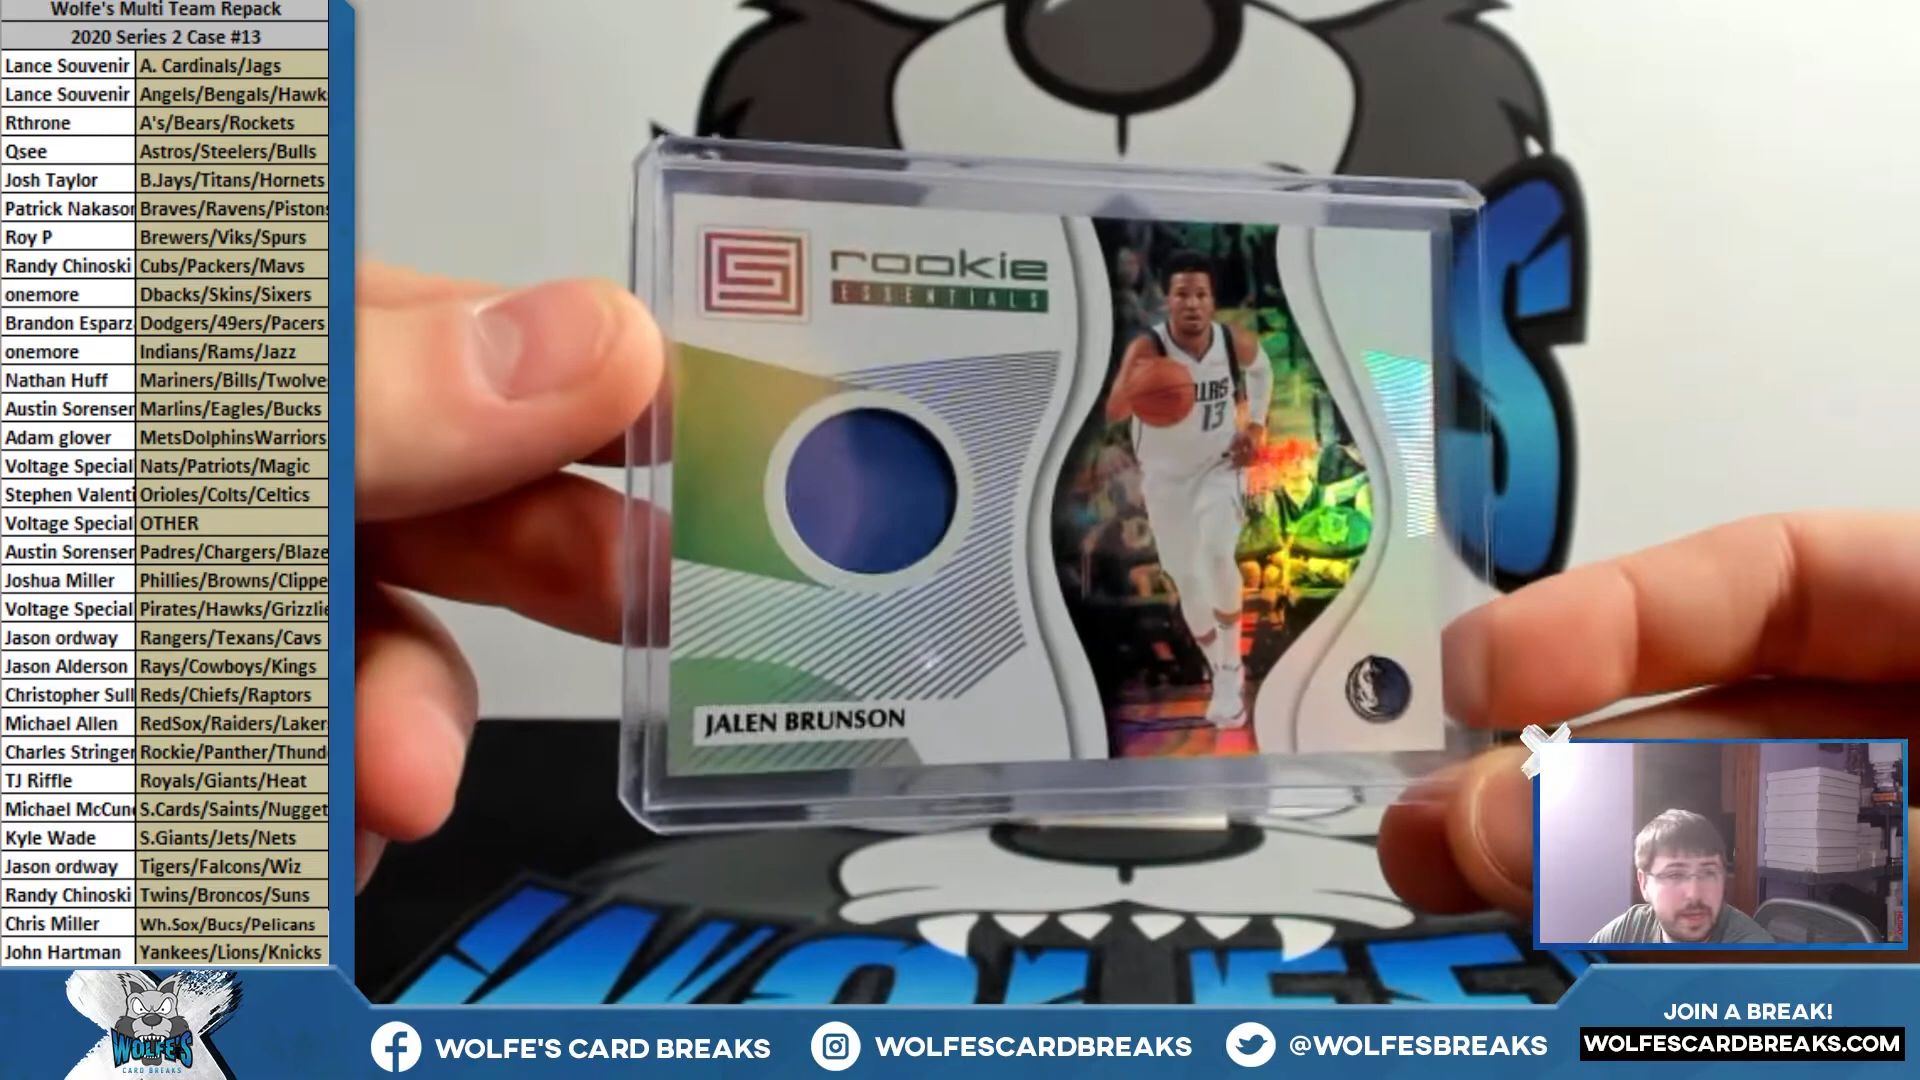 Wolfe's Multi Team Repack
2020 Series 2 Case #13
Lance Souvenir A. Cardinals/Jags
Lance Souvenir Angels/Bengals/Hawk
Rthrone A's/Bears/Rockets
Qsee Astros/Steelers/Bulls
Josh Taylor B.Jays/Titans/Hornets
Patrick Nakasor Braves/Ravens/Pistons
Roy P Brewers/Viks/Spurs
Randy Chinoski Cubs/Packers/Mavs
onemore Dbacks/Skins/Sixers
Brandon Esparz Dodgers/49ers/Pacers
onemore Indians/Rams/Jazz
Nathan Huff Mariners/Bills/Twolve
Austin Sorenser Marlins/Eagles/Bucks
Adam glover MetsDolphinsWarriors
Voltage Special Nats/Patriots/Magic
Stephen Valenti Orioles/Colts/Celtics
Voltage Special OTHER
Austin Sorenser Padres/Chargers/Blaze
Joshua Miller Phillies/Browns/Clippe
Voltage Special Pirates/Hawks/Grizzlie
Jason ordway Rangers/Texans/Cavs
Jason Alderson Rays/Cowboys/Kings
Christopher Sull Reds/Chiefs/Raptors
Michael Allen RedSox/Raiders/Laker
Charles Stringer Rockie/Panther/Thund
TJ Riffle Royals/Giants/Heat
Michael McCun S.Cards/Saints/Nugget
Kyle Wade S.Giants/Jets/Nets
Jason ordway Tigers/Falcons/Wiz
Randy Chinoski Twins/Broncos/Suns
Chris Miller Wh.Sox/Bucs/Pelicans
John Hartman Yankees/Lions/Knicks
rookie
ESSENTIALS
13
JALEN BRUNSON
WOLFE'S
CARD BREAKS
WOLFE'S CARD BREAKS
WOLFESCARDBREAKS
@WOLFESBREAKS
JOIN A BREAK!
WOLFESCARDBREAKS.COM